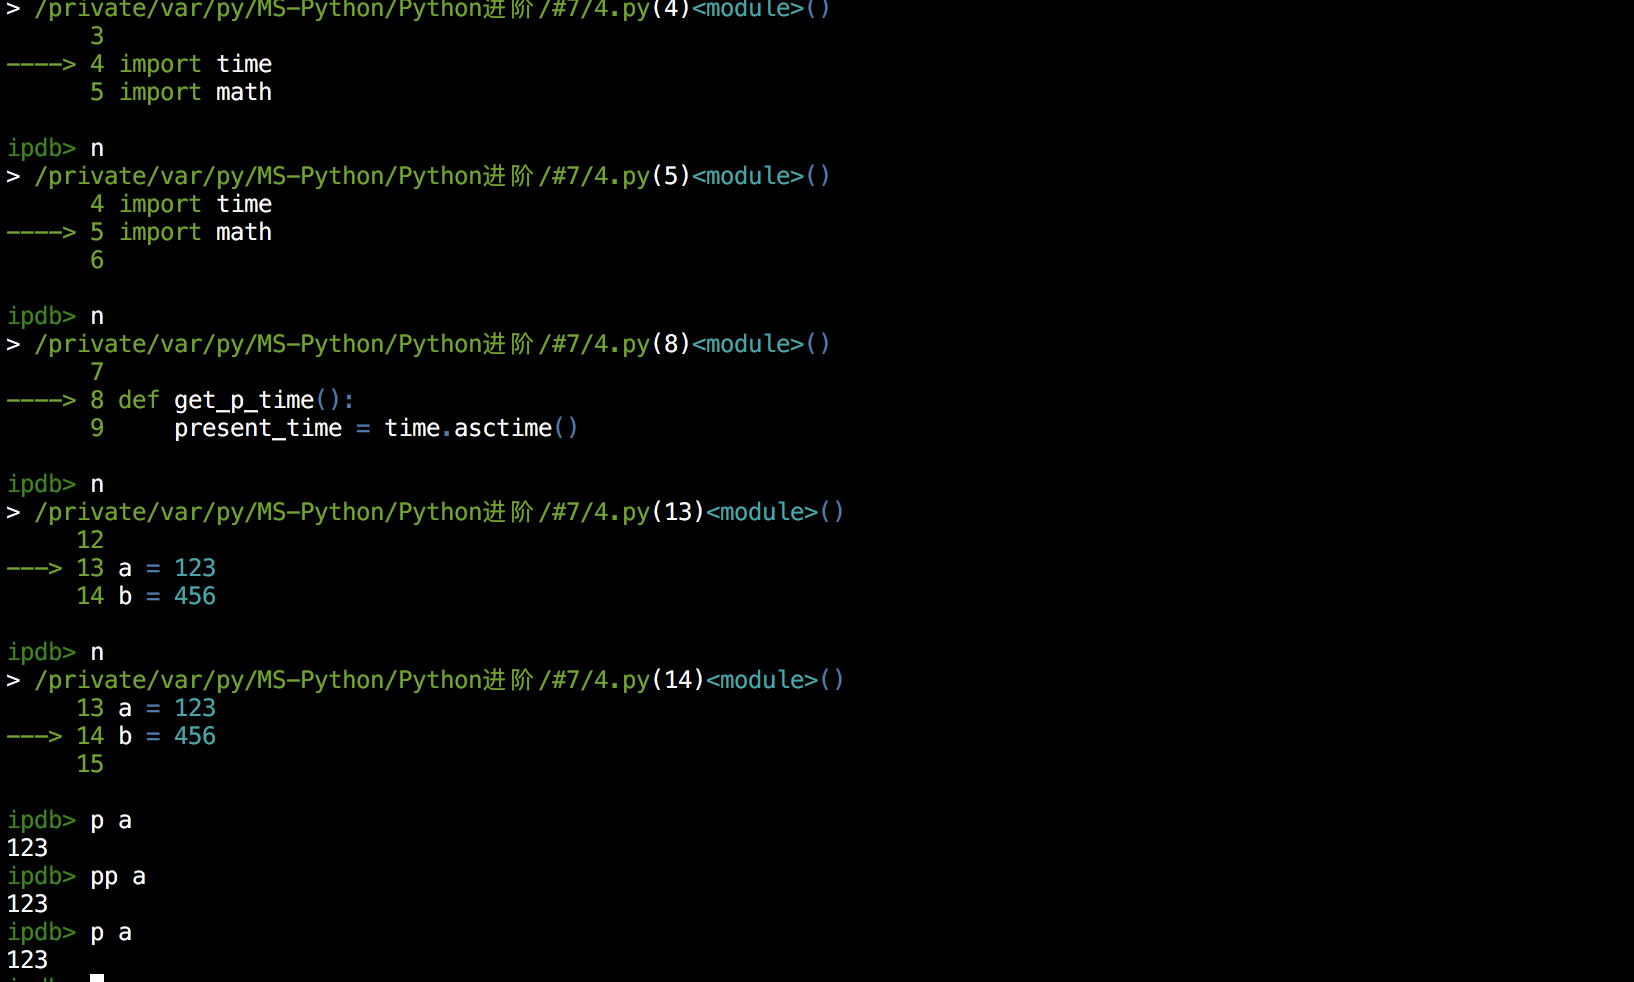 > /private/var/py/MS-Python/Python进阶/#7/4.py(4)<module>()
      3
----> 4 import time
      5 import math

ipdb> n
> /private/var/py/MS-Python/Python进阶/#7/4.py(5)<module>()
      4 import time
----> 5 import math
      6

ipdb> n
> /private/var/py/MS-Python/Python进阶/#7/4.py(8)<module>()
      7
----> 8 def get_p_time():
      9     present_time = time.asctime()

ipdb> n
> /private/var/py/MS-Python/Python进阶/#7/4.py(13)<module>()
     12
---> 13 a = 123
     14 b = 456

ipdb> n
> /private/var/py/MS-Python/Python进阶/#7/4.py(14)<module>()
     13 a = 123
---> 14 b = 456
     15

ipdb> p a
123
ipdb> pp a
123
ipdb> p a
123